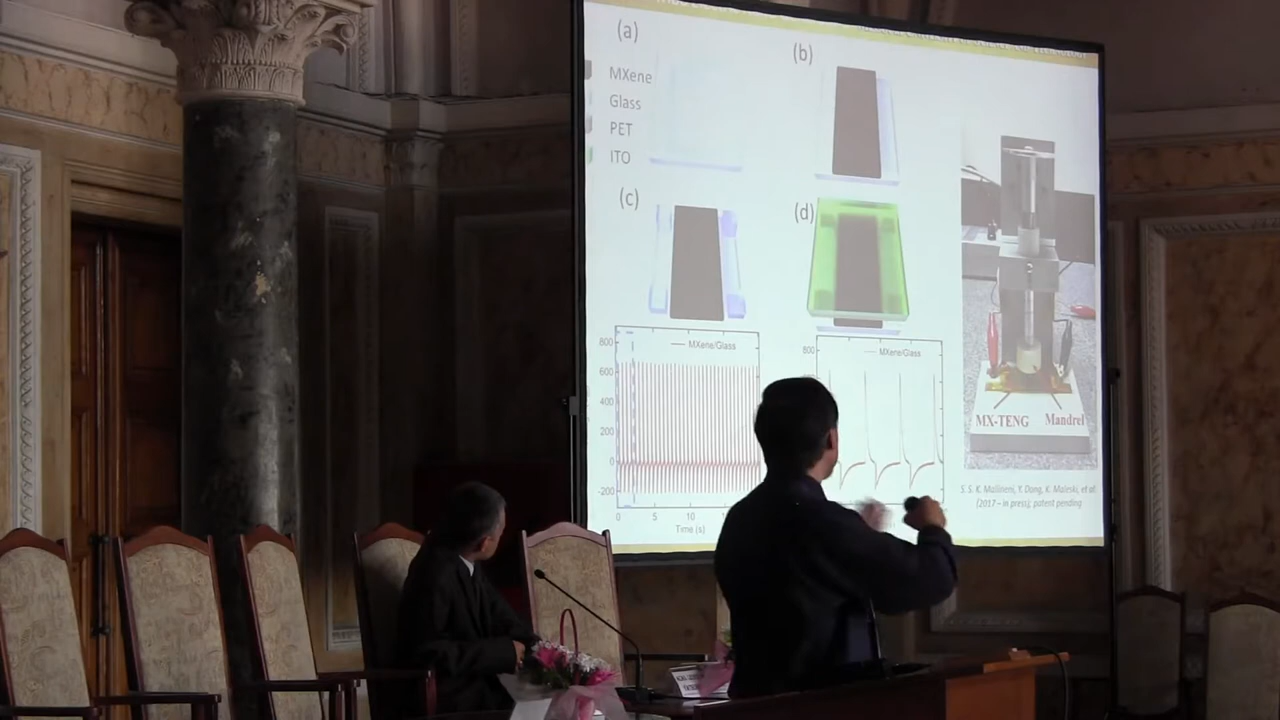 (a)
(b)
MXene
Glass
PET
ITO
(c)
(d)
800
600
400
200
0
-200
MXene/Glass
0
5
10
Time (s)
800
MXene/Glass
MX-TENG
Mandrel
S. S. K. Mallineni, Y. Dong, K. Maleski, et al
(2017 – in press); patent pending